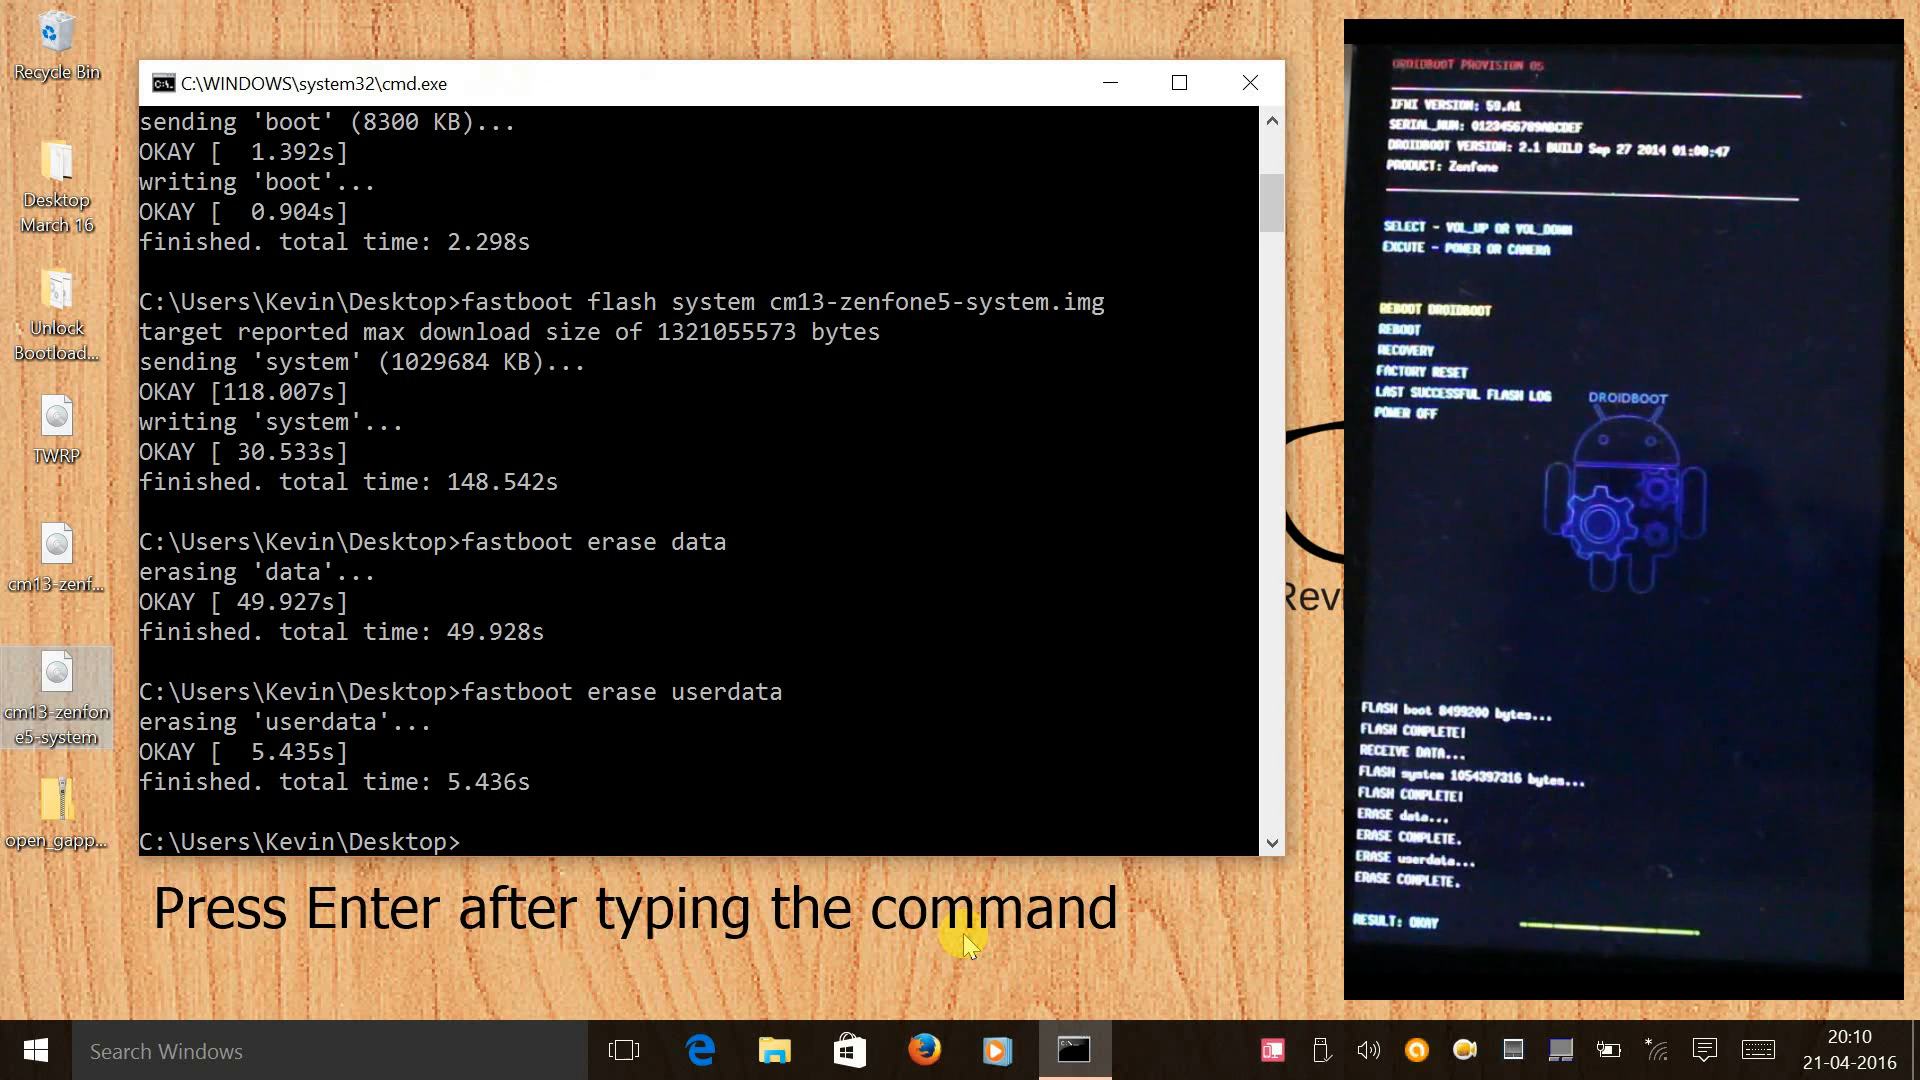 Recycle Bin
Desktop
March 16
Unlock
Bootload...
TWRP
cm13-zenf...
cm13-zenfon
e5-system
open_gapp...
C:\WINDOWS\system32\cmd.exe
sending 'boot' (8300 KB)...
OKAY [  1.392s]
writing 'boot'...
OKAY [  0.904s]
finished. total time: 2.298s
C:\Users\Kevin\Desktop>fastboot flash system cm13-zenfone5-system.img
target reported max download size of 1321055573 bytes
sending 'system' (1029684 KB)...
OKAY [118.007s]
writing 'system'...
OKAY [ 30.533s]
finished. total time: 148.542s
C:\Users\Kevin\Desktop>fastboot erase data
erasing 'data'...
OKAY [ 49.927s]
finished. total time: 49.928s
C:\Users\Kevin\Desktop>fastboot erase userdata
erasing 'userdata'...
OKAY [  5.435s]
finished. total time: 5.436s
C:\Users\Kevin\Desktop>
Press Enter after typing the command
Rev
DROIDBOOT PROVISION OS
IFWI VERSION: 59.A1
SERIAL_NUM: 0123456789ABCDEF
DROIDBOOT VERSION: 2.1 BUILD Sep 27 2014 01:08:47
PRODUCT: Zenfone
SELECT - VOL_UP OR VOL_DOWN
EXCUTE - POWER OR CAMERA
REBOOT DROIDBOOT
REBOOT
RECOVERY
FACTORY RESET
LAST SUCCESSFUL FLASH LOG
POWER OFF
DROIDBOOT
FLASH boot 8499200 bytes...
FLASH COMPLETE!
RECEIVE DATA...
FLASH system 1054397316 bytes...
FLASH COMPLETE!
ERASE data...
ERASE COMPLETE.
ERASE userdata...
ERASE COMPLETE.
RESULT: OKAY
Search Windows
20:10
21-04-2016